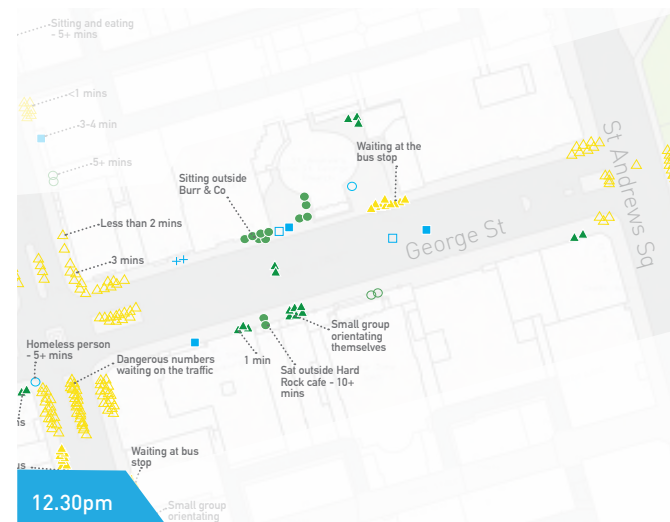 Sitting and eating
- 5+ mins
<1 mins
3-4 min
5+ mins
Waiting at the
bus stop
St Andrews Sq
Sitting outside
Burr & Co
Less than 2 mins
George St
3 mins
Homeless person
- 5+ mins
Dangerous numbers
waiting on the traffic
1 min
Small group
orientating
themselves
Sat outside Hard
Rock cafe - 10+
mins
Waiting at bus
stop
12.30pm
Small group
orientating